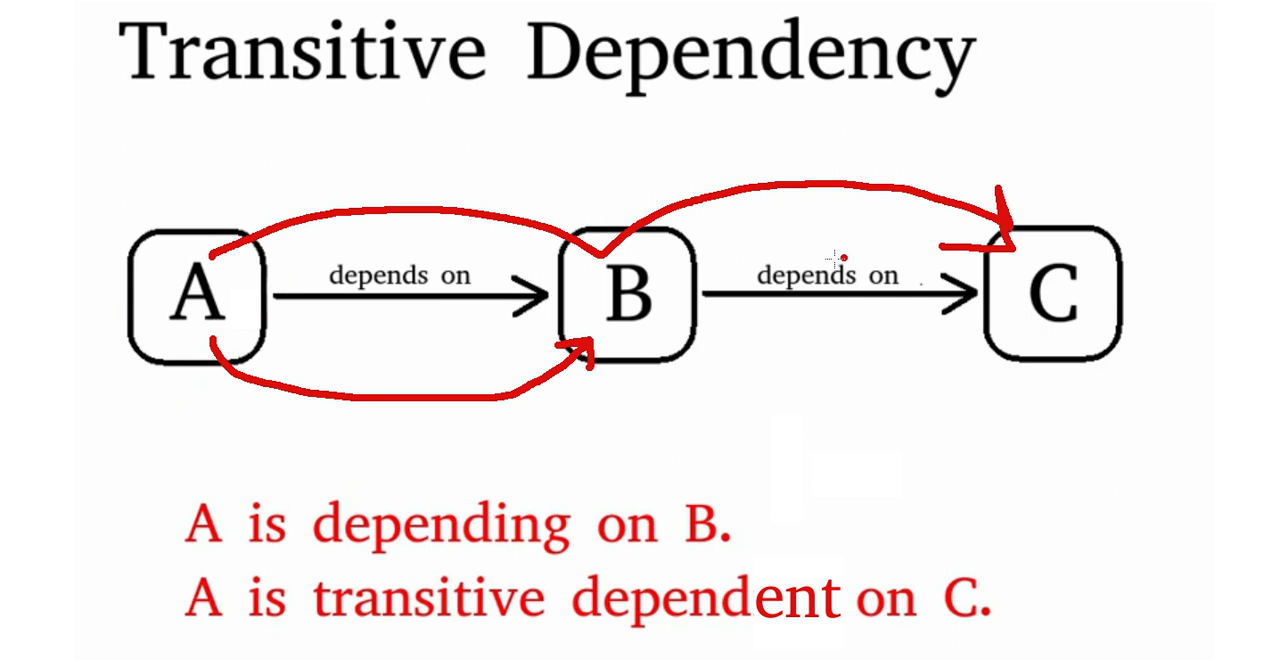 Transitive Dependency
A depends on B depends on C
A is depending on B.
A is transitive dependent on C.